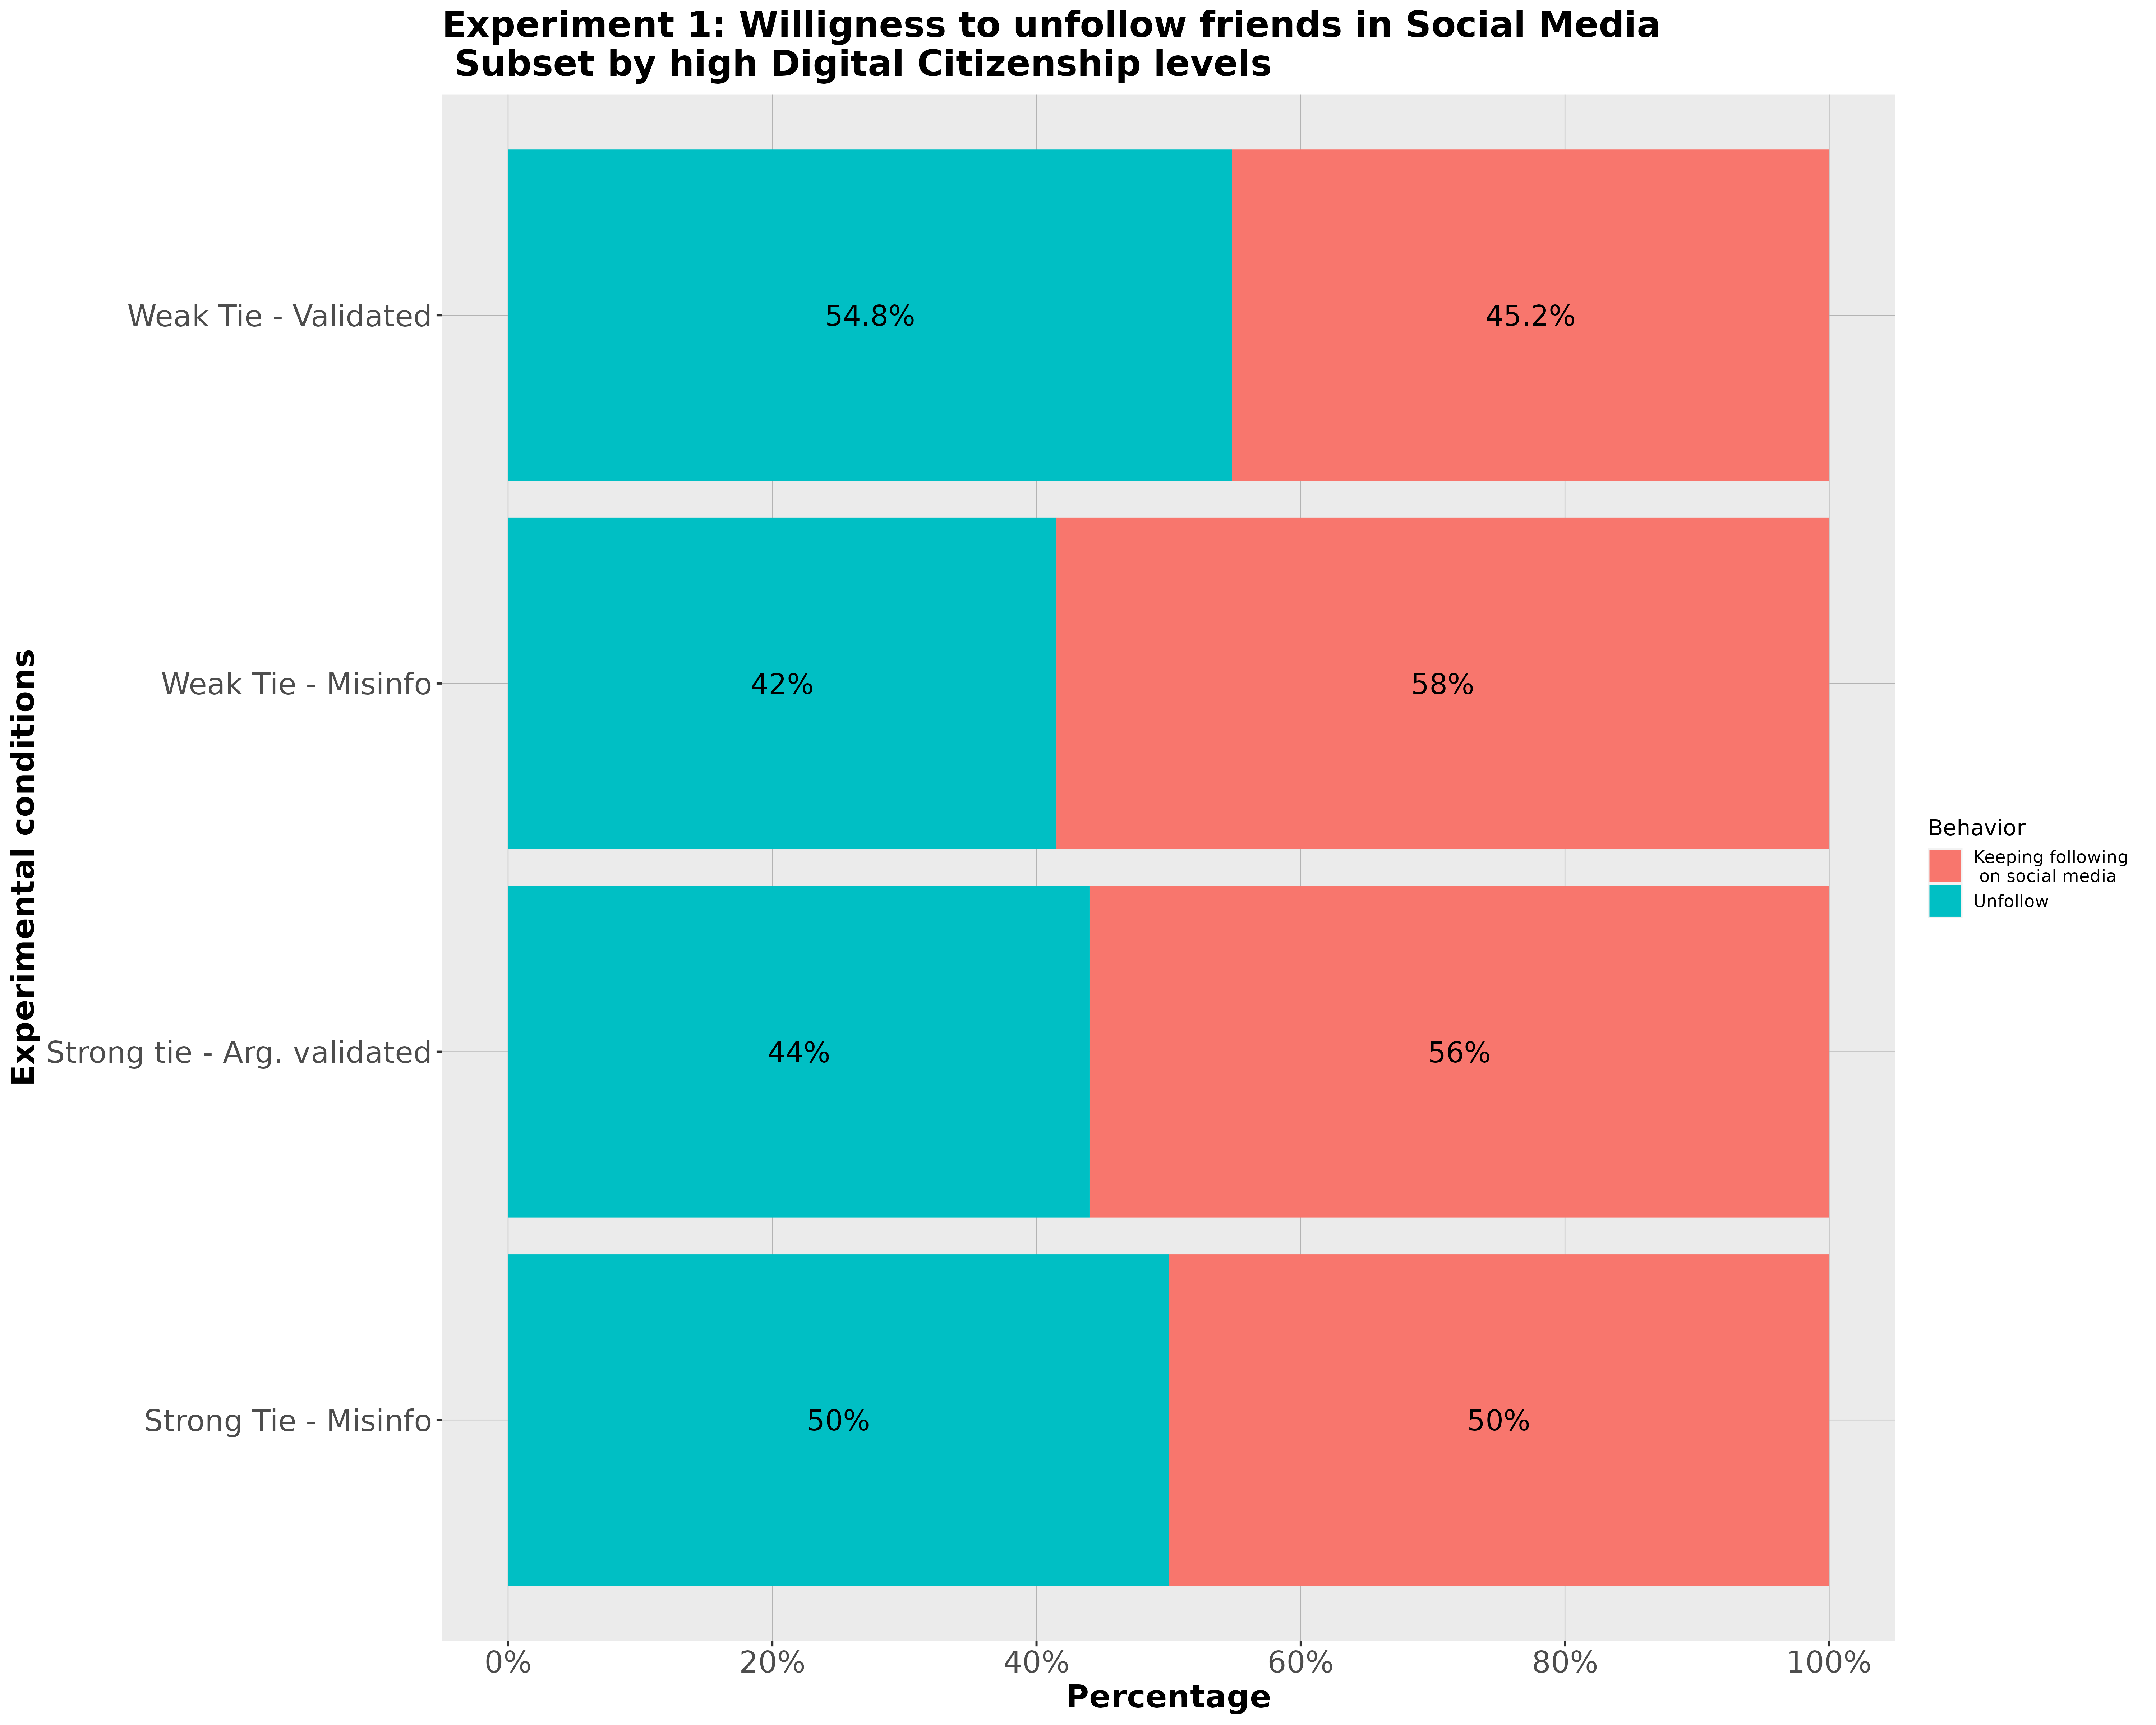 Experiment 1: Willigness to unfollow friends in Social Media
Subset by high Digital Citizenship levels
Experimental conditions
Weak Tie - Validated
54.8%
45.2%
Weak Tie - Misinfo
42%
58%
Strong tie - Arg. validated
44%
56%
Strong Tie - Misinfo
50%
50%
0%
20%
40%
60%
80%
100%
Percentage
Behavior
Keeping following
on social media
Unfollow